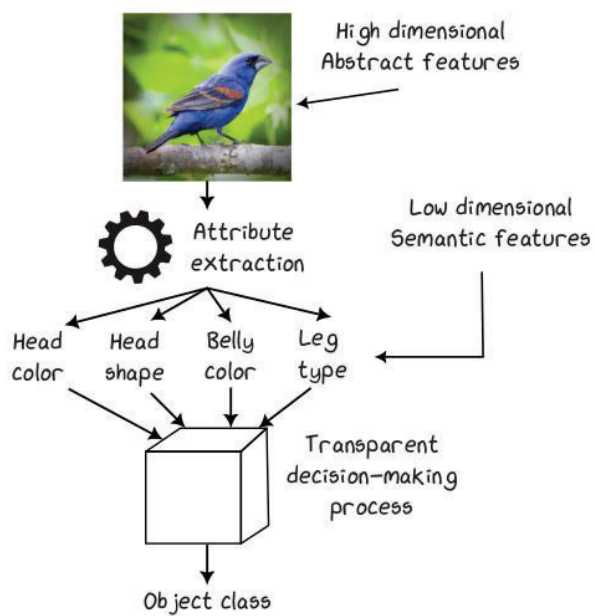 High dimensional
Abstract features
Low dimensional
Semantic features
Attribute
extraction
Head
color
Head
shape
Belly
color
Leg
type
Transparent
decision-making
process
Object class